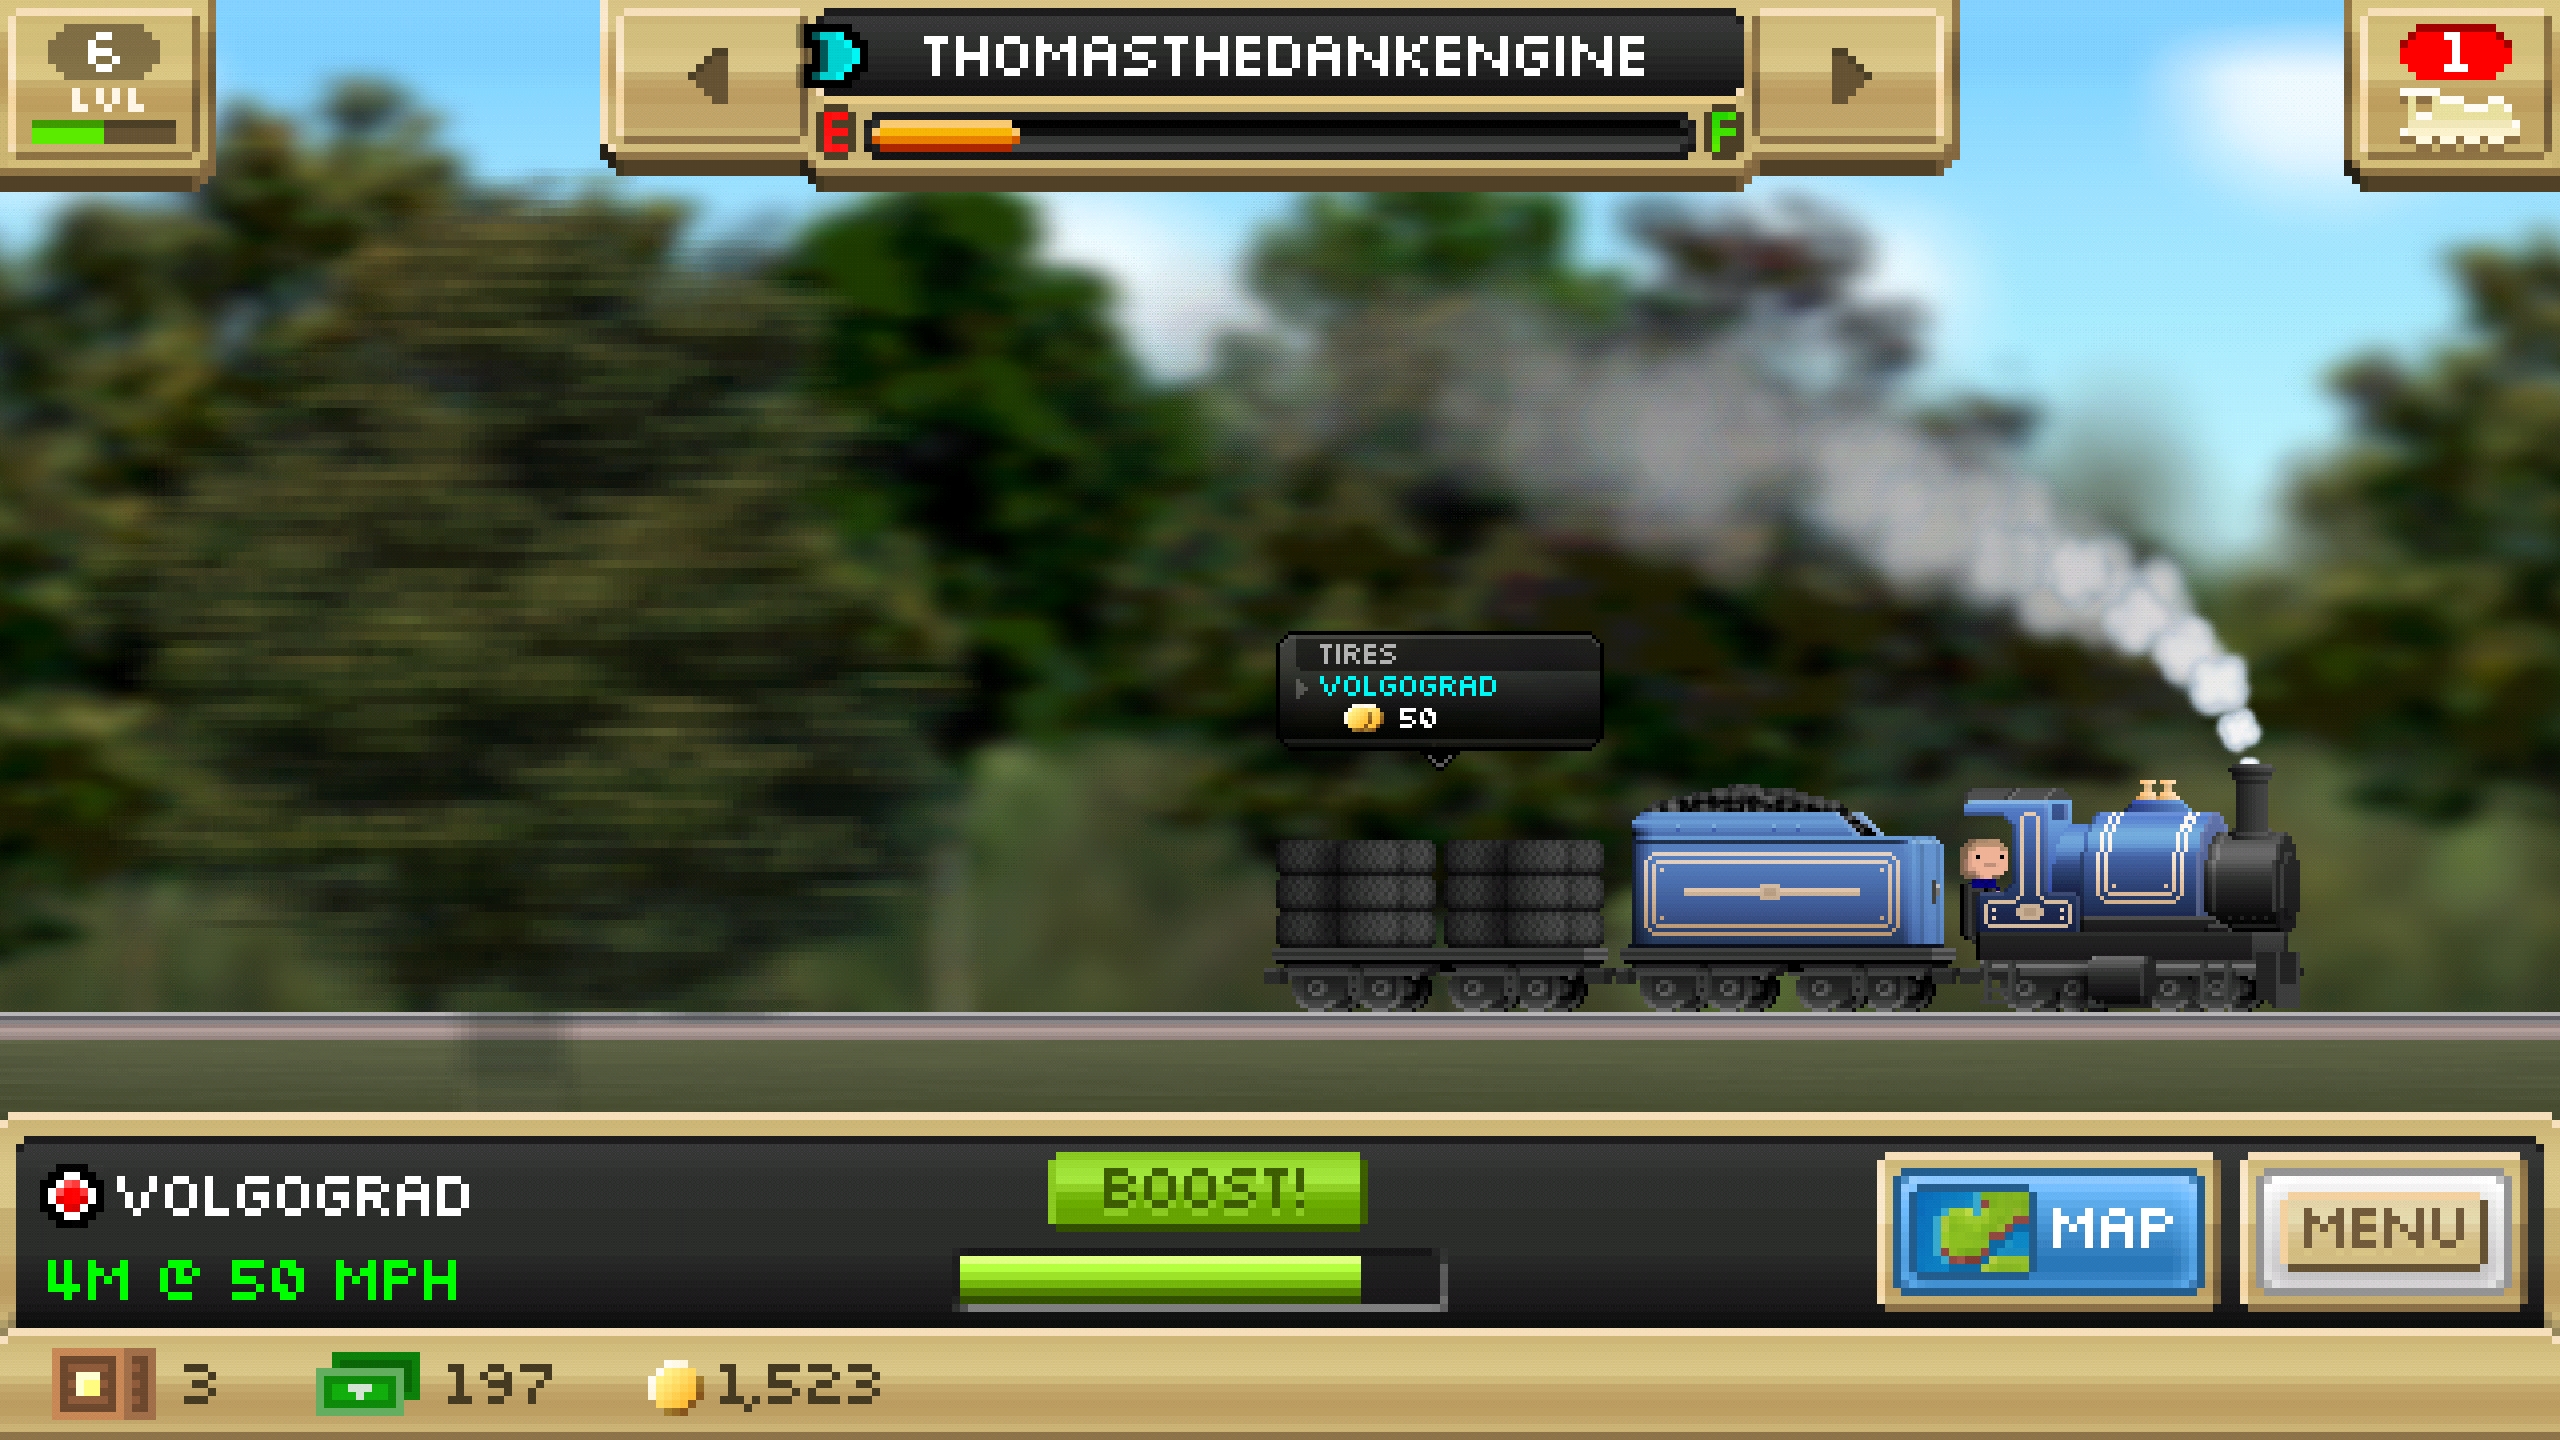 6
LVL
THOMASTHEDANKENGINE
E F
1
TIRES
VOLGOGRAD
50
VOLGOGRAD
4M @ 50 MPH
BOOST!
MAP
MENU
3 197 1,523